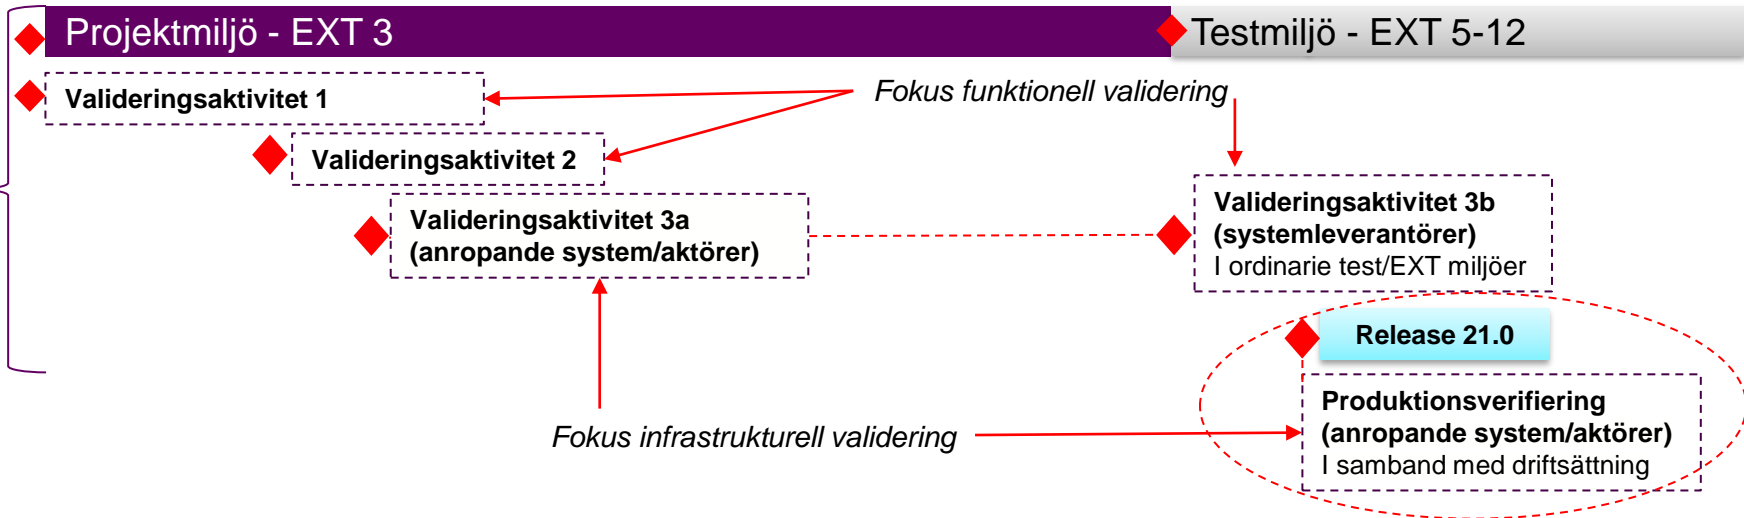 Projektmiljö - EXT 3
Testmiljö - EXT 5-12
Valideringsaktivitet 1
Fokus funktionell validering
Valideringsaktivitet 2
Valideringsaktivitet 3a
(anropande system/aktörer)
Valideringsaktivitet 3b
(systemleverantörer)
I ordinarie test/EXT miljöer
Release 21.0
Produktionsverifiering
(anropande system/aktörer)
I samband med driftsättning
Fokus infrastrukturell validering